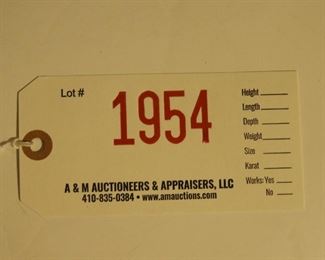 Lot #
1954
Height
Length
Depth
Weight
Size
Karat
Works: Yes
No
A & M AUCTIONEERS & APPRAISERS, LLC
410-835-0384 • www.amauctions.com